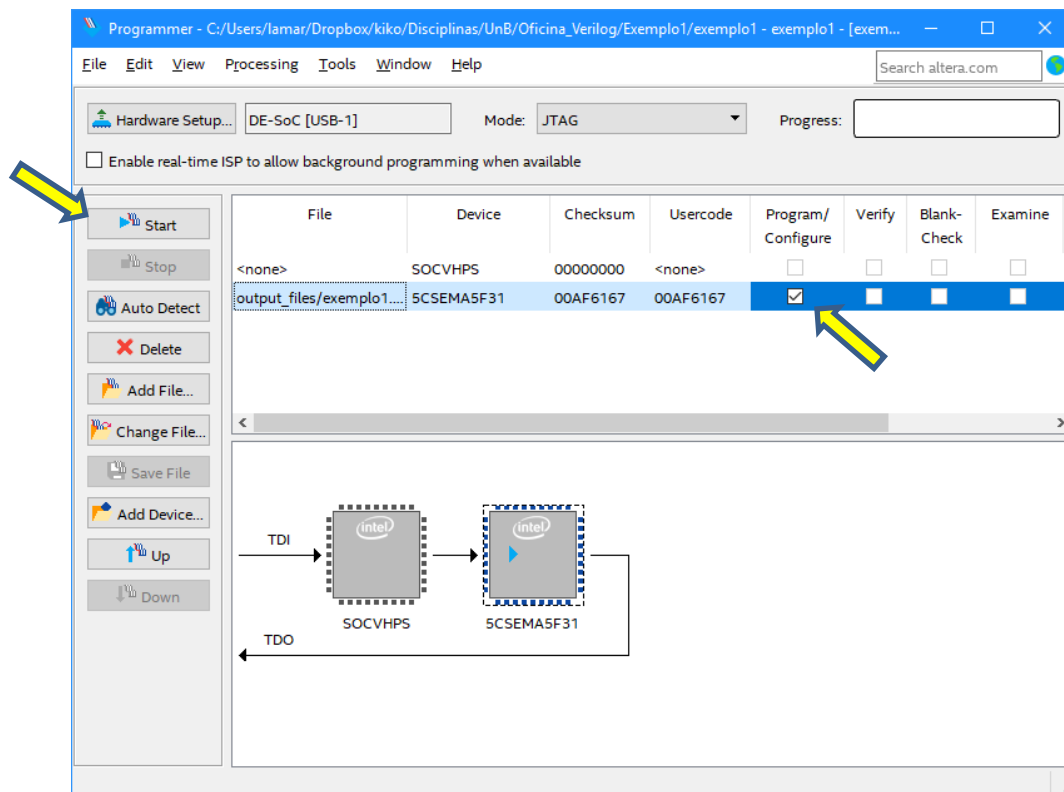 Programmer - C:/Users/lamar/Dropbox/kiko/Disciplinas/UnB/Oficina_Verilog/Exemplo1/exemplo1 - exemplo1 - [exem...
File Edit View Processing Tools Window Help
Search altera.com
Hardware Setup... DE-SoC [USB-1] Mode: JTAG Progress:
Enable real-time ISP to allow background programming when available
Start
Stop
Auto Detect
Delete
Add File...
Change File...
Save File
Add Device...
Up
Down
File Device Checksum Usercode Program/ Verify Blank- Examine
Configure Check
<none> SOCVHPS 00000000 <none>
output_files/exemplo1.... 5CSEMA5F31 00AF6167 00AF6167
TDI
intel
intel
SOCVHPS
5CSEMA5F31
TDO